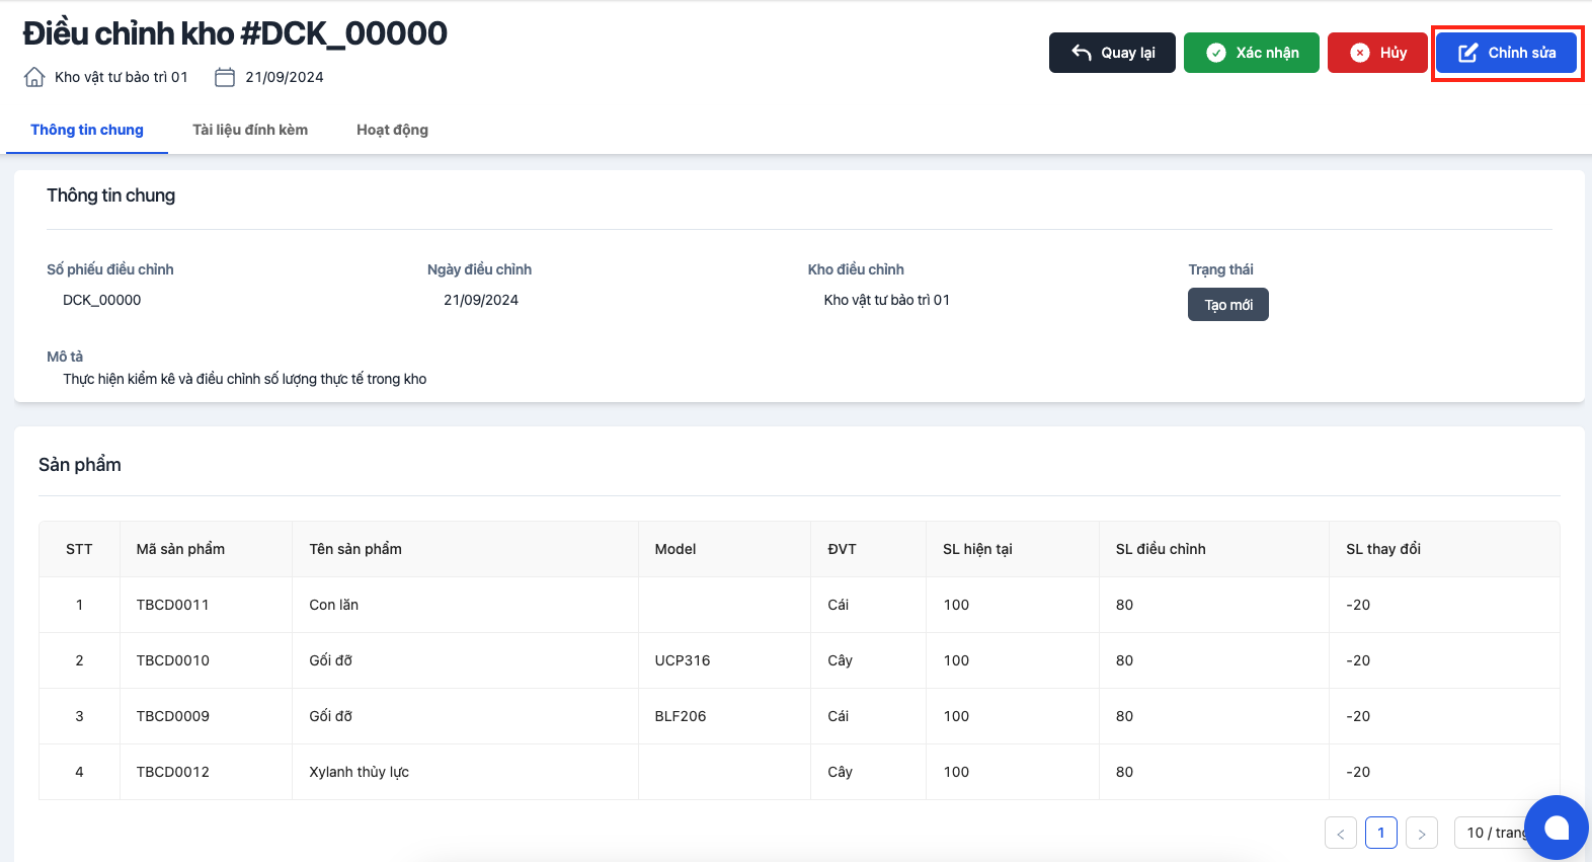 Điều chỉnh kho #DCK_00000
Quay lại Xác nhận Hủy Chỉnh sửa
Kho vật tư bảo trì 01 21/09/2024
Thông tin chung Tài liệu đính kèm Hoạt động
Thông tin chung
Số phiếu điều chỉnh Ngày điều chỉnh Kho điều chỉnh Trạng thái
DCK_00000 21/09/2024 Kho vật tư bảo trì 01 Tạo mới
Mô tả
Thực hiện kiểm kê và điều chỉnh số lượng thực tế trong kho
Sản phẩm
STT Mã sản phẩm Tên sản phẩm Model ĐVT SL hiện tại SL điều chỉnh SL thay đổi
1 TBCD0011 Con lăn Cái 100 80 -20
2 TBCD0010 Gối đỡ UCP316 Cây 100 80 -20
3 TBCD0009 Gối đỡ BLF206 Cái 100 80 -20
4 TBCD0012 Xylanh thủy lực Cây 100 80 -20
< 1 > 10 / trang